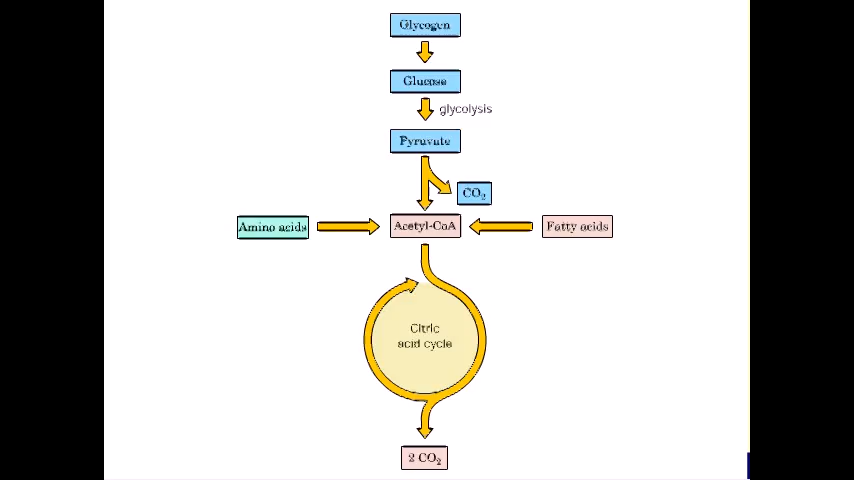 Glycogen
Glucose
glycolysis
Pyruvate
CO₂
Amino acids
Acetyl-CoA
Fatty acids
Citric
acid cycle
2 CO₂